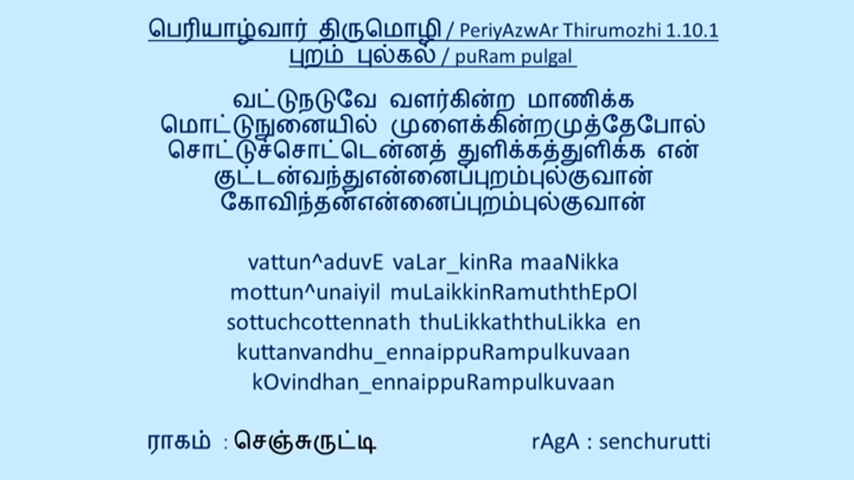 பெரியாழ்வார் திருமொழி / PeriyAzwAr Thirumozhi 1.10.1
புறம் புல்கல் / puRam pulgal
வட்டுநடுவே வளர்கின்ற மாணிக்க
மொட்டுநுனையில் முளைக்கின்றமுத்தேபோல்
சொட்டுச்சொட்டென்னத் துளிக்கத்துளிக்க என்
குட்டன்வந்துஎன்னைப்புறம்புல்குவான்
கோவிந்தன்என்னைப்புறம்புல்குவான்
vattun^aduvE vaLar_kinRa maaNikka
mottun^unaiyil muLaikkinRamuththEpOl
sottuchcottennath thuLikkaththuLikka en
kuttanvandhu_ennaippuRampulkuvaan
kOvindhan_ennaippuRampulkuvaan
ராகம் : செஞ்சுருட்டி rAgA : senchurutti